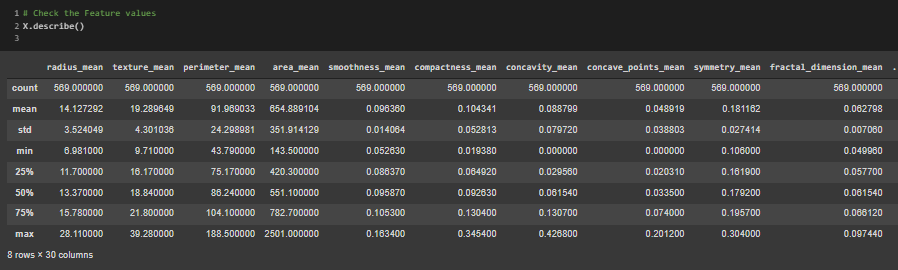 1 # Check the Feature values
2 X.describe()
3
radius_mean texture_mean perimeter_mean area_mean smoothness_mean compactness_mean concavity_mean concave_points_mean symmetry_mean fractal_dimension_mean .
count 569.000000 569.000000 569.000000 569.000000 569.000000 569.000000 569.000000 569.000000 569.000000 569.000000
mean 14.127292 19.289649 91.969033 654.889104 0.096360 0.104341 0.088799 0.048919 0.181162 0.062798
std 3.524049 4.301036 24.298981 351.914129 0.014064 0.052813 0.079720 0.038803 0.027414 0.007060
min 6.981000 9.710000 43.790000 143.500000 0.052630 0.019380 0.000000 0.000000 0.106000 0.049960
25% 11.700000 16.170000 75.170000 420.300000 0.086370 0.064920 0.029560 0.020310 0.161900 0.057700
50% 13.370000 18.840000 86.240000 551.100000 0.095870 0.092630 0.061540 0.033500 0.179200 0.061540
75% 15.780000 21.800000 104.100000 782.700000 0.105300 0.130400 0.130700 0.074000 0.195700 0.066120
max 28.110000 39.280000 188.500000 2501.000000 0.163400 0.345400 0.426800 0.201200 0.304000 0.097440
8 rows × 30 columns